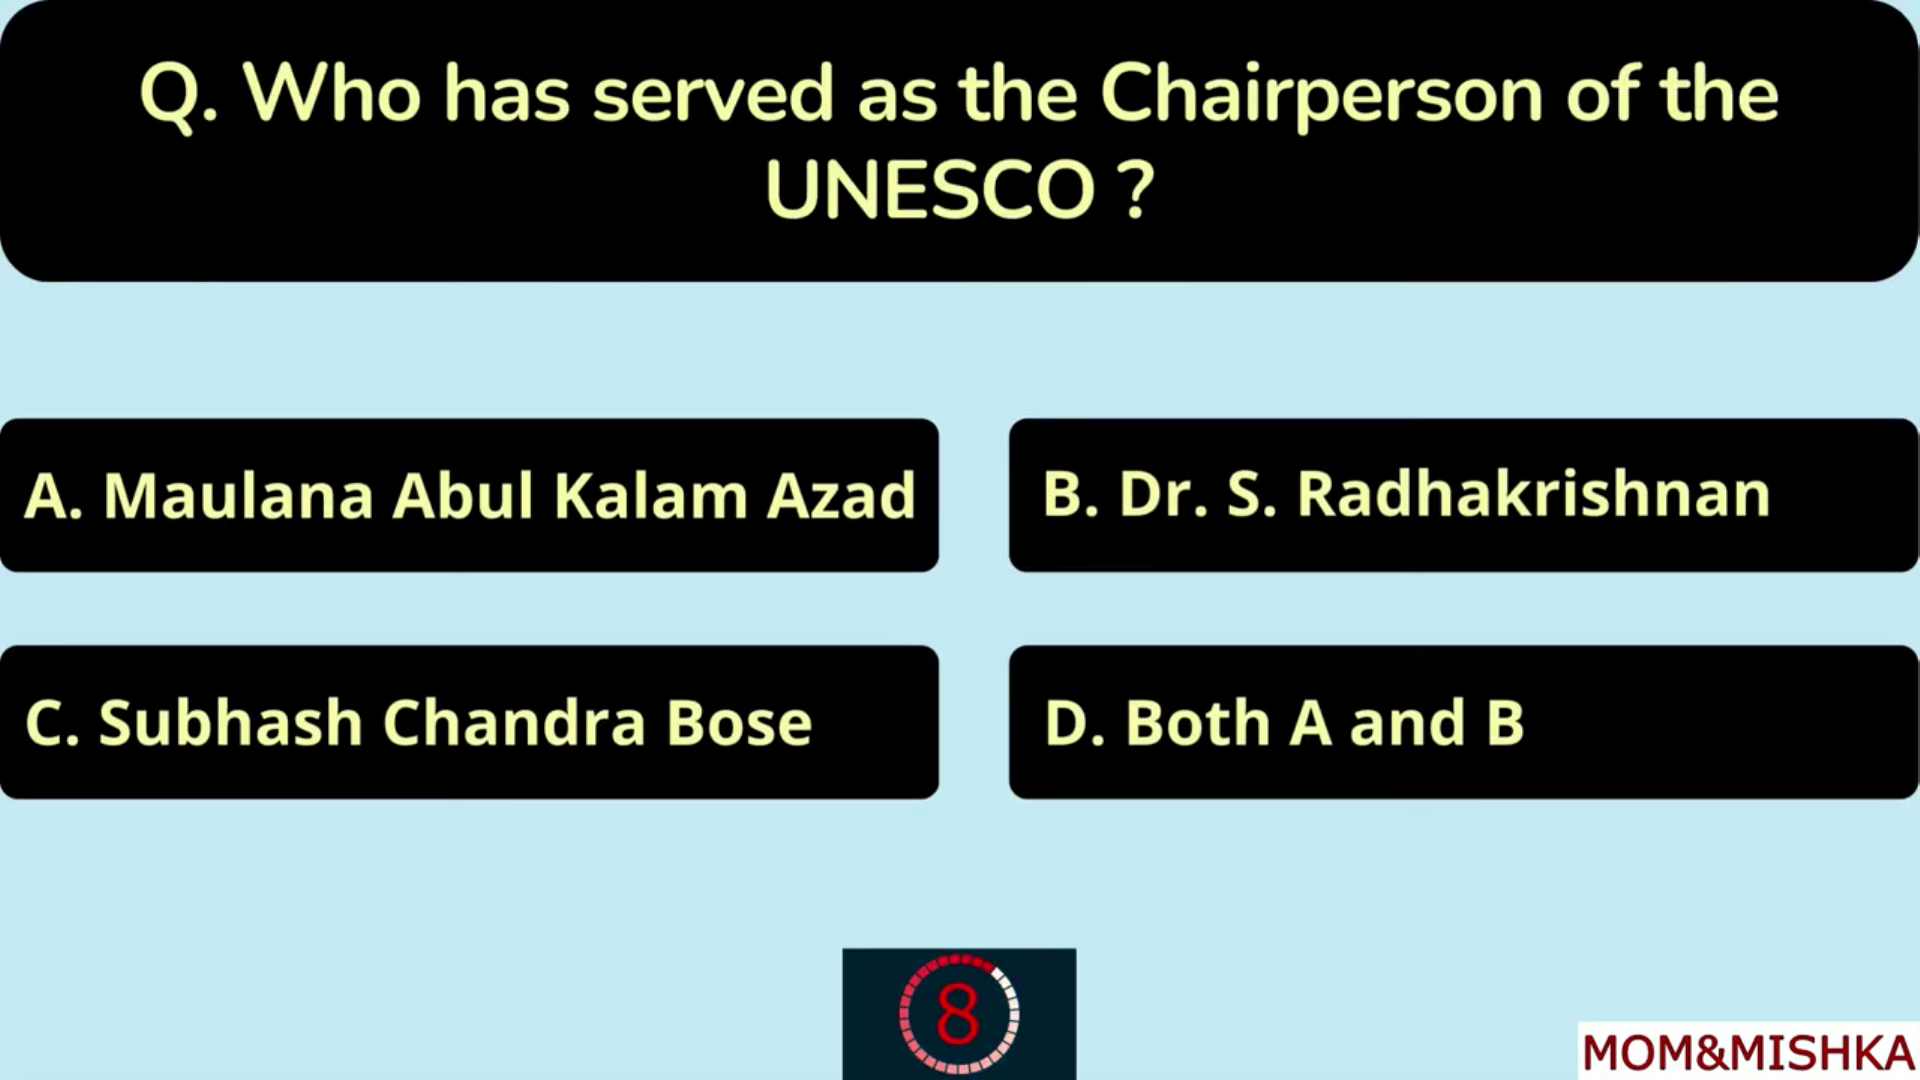 Q. Who has served as the Chairperson of the
UNESCO ?
A. Maulana Abul Kalam Azad
B. Dr. S. Radhakrishnan
C. Subhash Chandra Bose
D. Both A and B
8
MOM&MISHKA